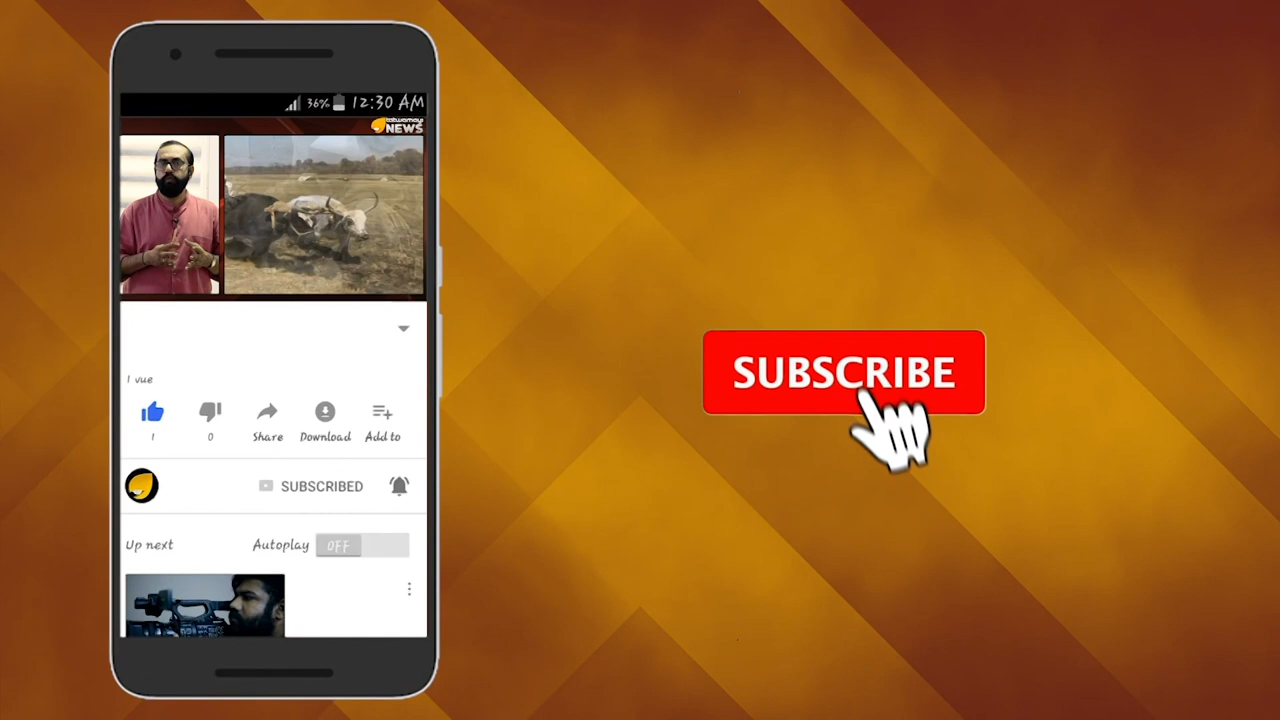 36% 12:30 AM
tatwamayi
NEWS
1 vue
1
0
Share
Download
Add to
SUBSCRIBED
Up next
Autoplay
OFF
SUBSCRIBE